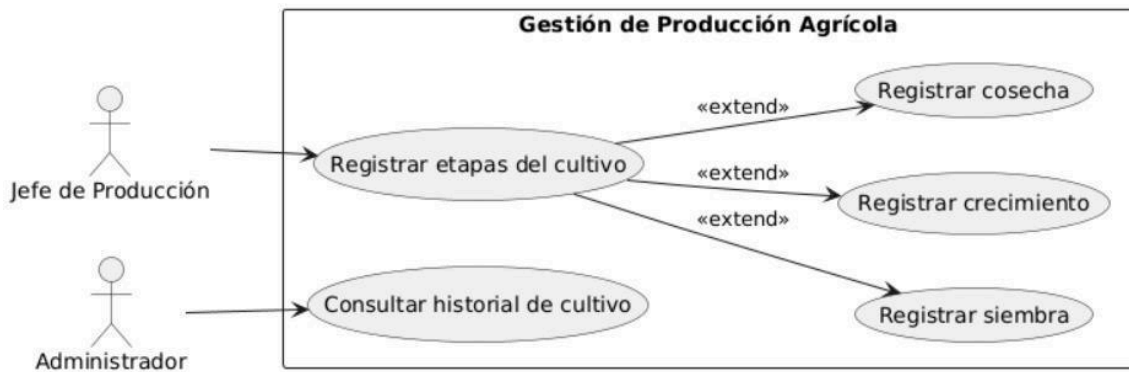 Gestión de Producción Agrícola
Registrar cosecha
«extend»
Registrar etapas del cultivo
«extend»
Jefe de Producción
Registrar crecimiento
«extend»
Consultar historial de cultivo
Registrar siembra
Administrador